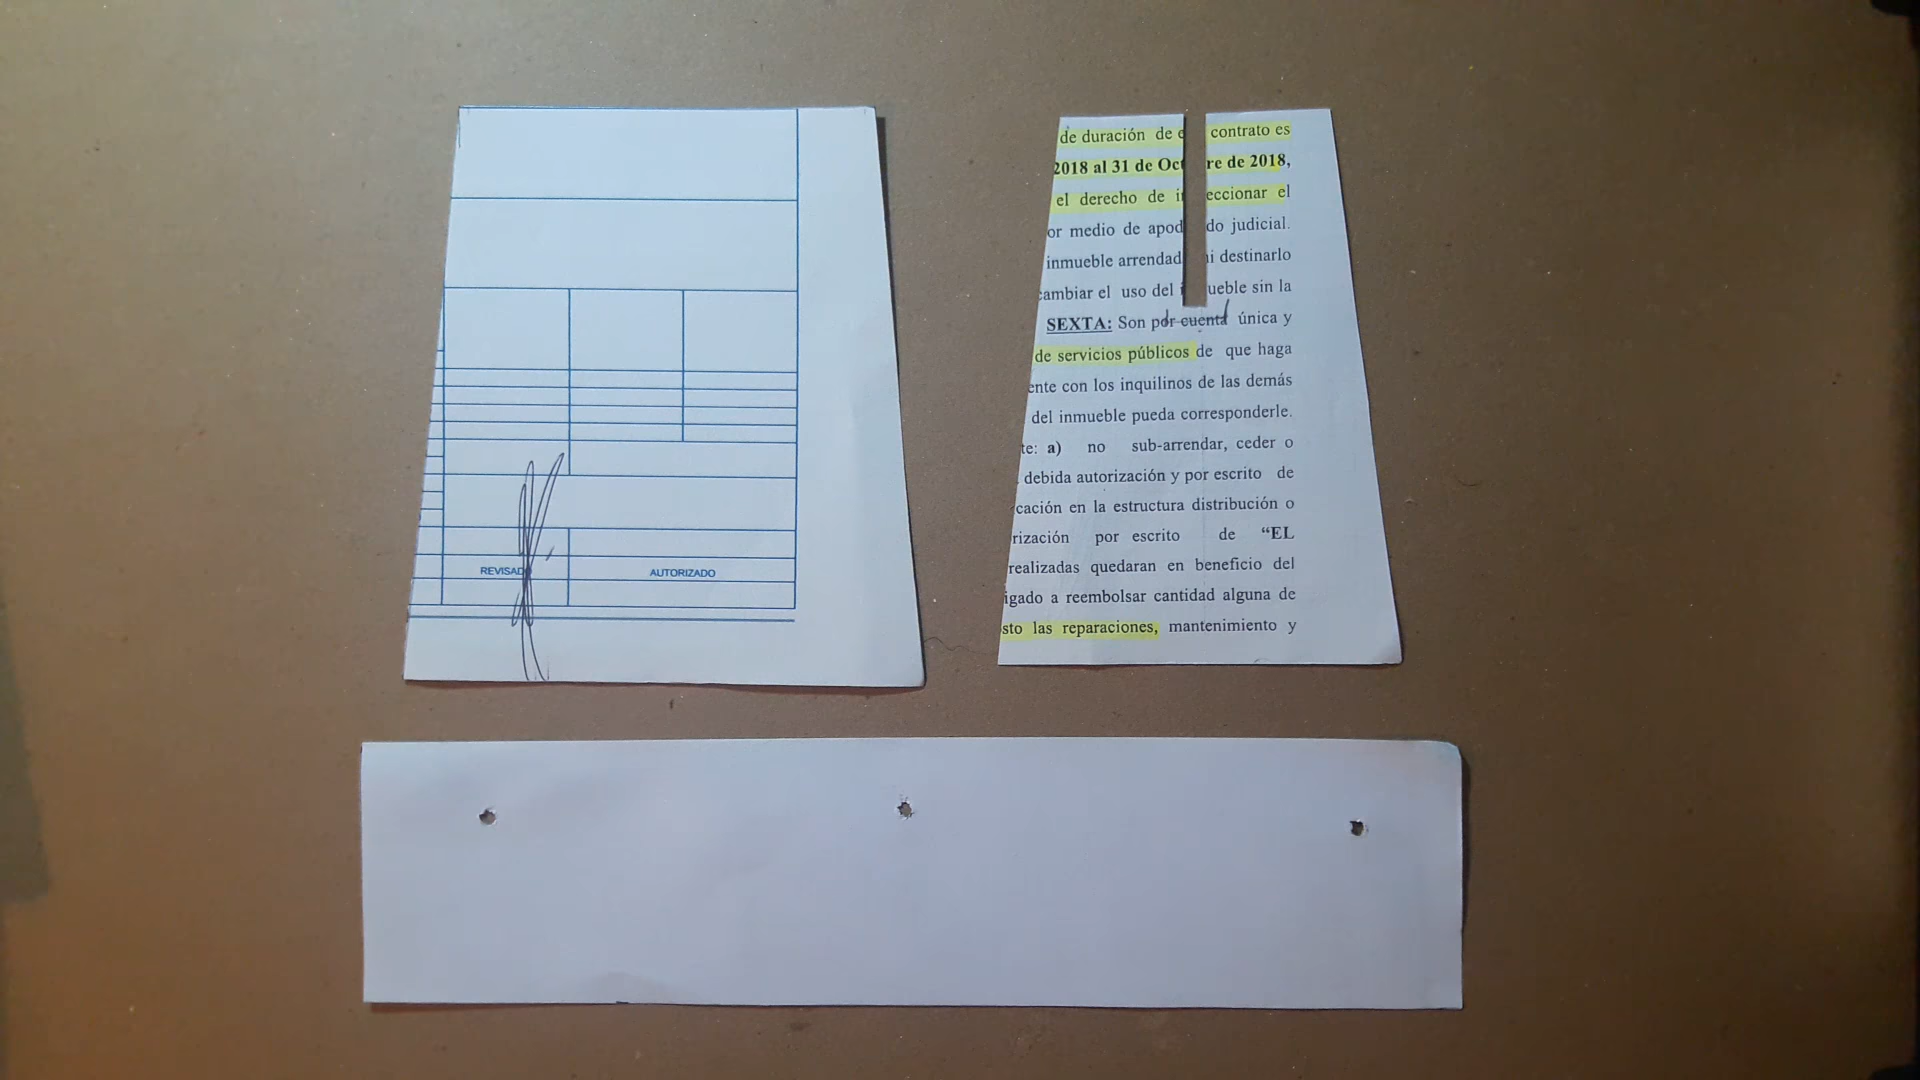 REVISADO
AUTORIZADO
de duración de e contrato es
2018 al 31 de Oct re de 2018,
el derecho de i eccionar el
or medio de apod do judicial.
inmueble arrendad ni destinarlo
cambiar el uso del ueble sin la
SEXTA: Son por cuenta única y
de servicios públicos de que haga
ente con los inquilinos de las demás
del inmueble pueda corresponderle.
te: a) no sub-arrendar, ceder o
debida autorización y por escrito de
cación en la estructura distribución o
rización por escrito de “EL
realizadas quedaran en beneficio del
igado a reembolsar cantidad alguna de
sto las reparaciones, mantenimiento y